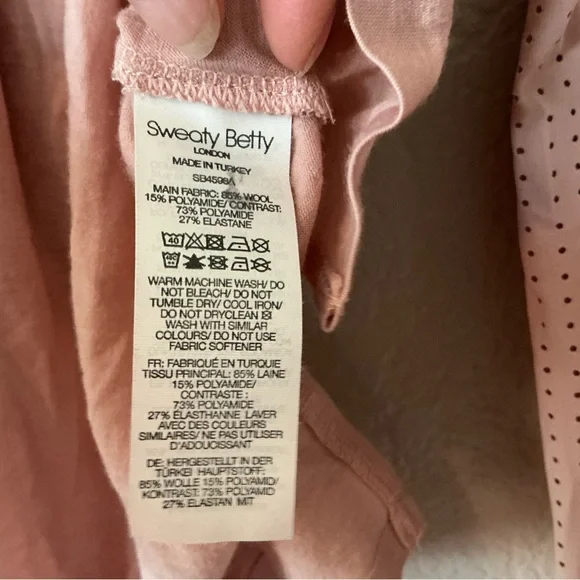 Sweaty Betty
LONDON
MADE IN TURKEY
SB4598A
MAIN FABRIC: 85% WOOL
15% POLYAMIDE/ CONTRAST:
73% POLYAMIDE
27% ELASTANE
40
WARM MACHINE WASH/ DO
NOT BLEACH/ DO NOT
TUMBLE DRY/ COOL IRON/
DO NOT DRYCLEAN
WASH WITH SIMILAR
COLOURS/ DO NOT USE
FABRIC SOFTENER
FR: FABRIQUÉ EN TURQUIE
TISSU PRINCIPAL: 85% LAINE
15% POLYAMIDE/
CONTRASTE :
73% POLYAMIDE
27% ÉLASTHANNE LAVER
AVEC DES COULEURS
SIMILAIRES/ NE PAS UTILISER
D'ADOUCISSANT
DE: HERGESTELLT IN DER
TÜRKEI HAUPTSTOFF:
85% WOLLE 15% POLYAMID/
KONTRAST: 73% POLYAMID
27% ELASTAN MIT